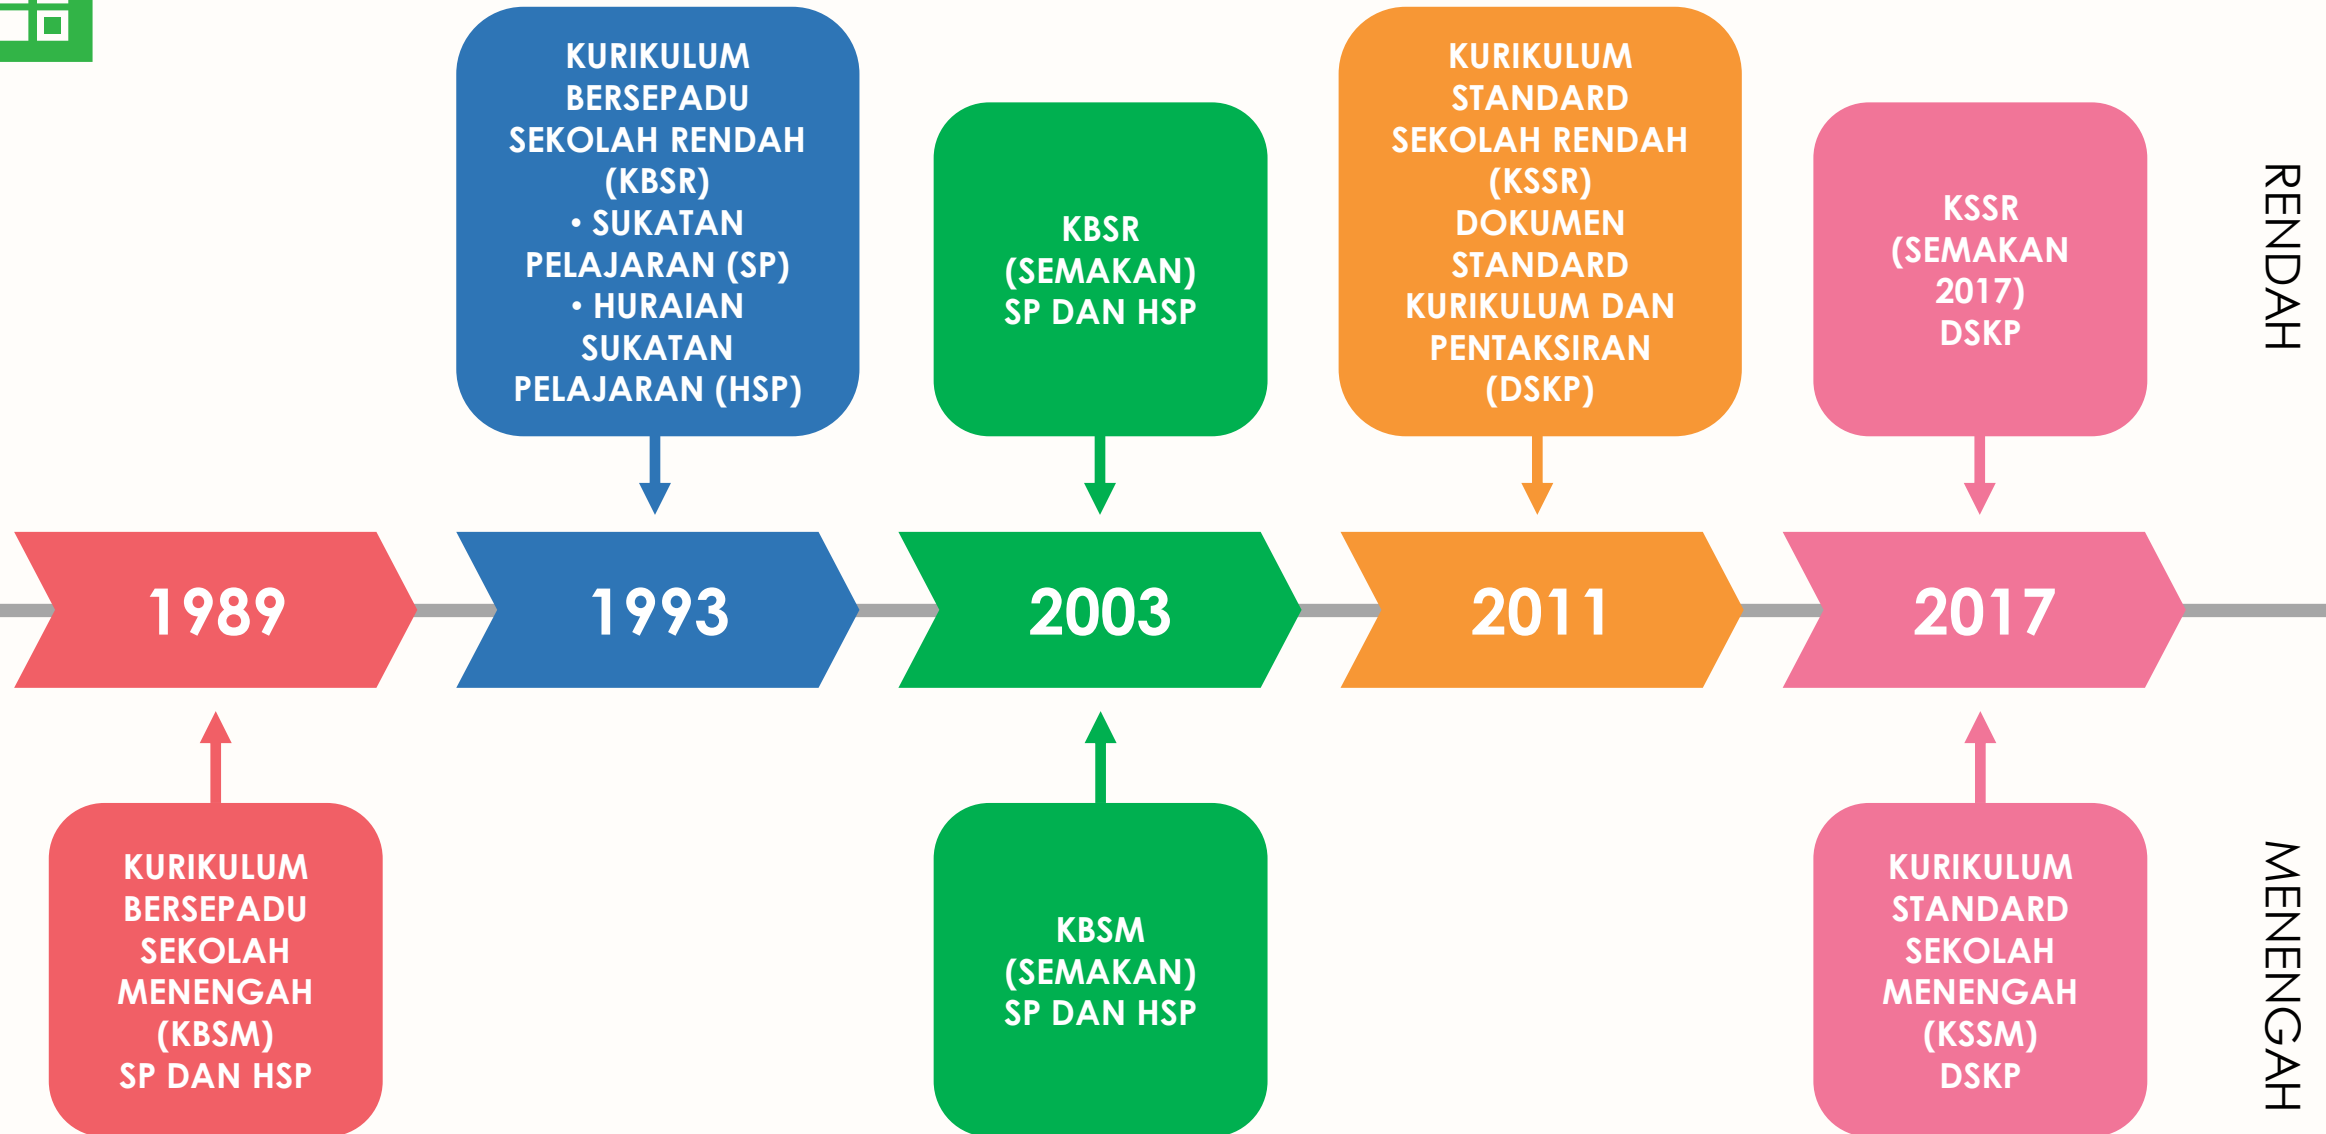 KURIKULUM
BERSEPADU
SEKOLAH RENDAH
(KBSR)
• SUKATAN
PELAJARAN (SP)
• HURAIAN
SUKATAN
PELAJARAN (HSP)
KBSR
(SEMAKAN)
SP DAN HSP
KURIKULUM
STANDARD
SEKOLAH RENDAH
(KSSR)
DOKUMEN
STANDARD
KURIKULUM DAN
PENTAKSIRAN
(DSKP)
KSSR
(SEMAKAN
2017)
DSKP
RENDAH
1989
1993
2003
2011
2017
KURIKULUM
BERSEPADU
SEKOLAH
MENENGAH
(KBSM)
SP DAN HSP
KBSM
(SEMAKAN)
SP DAN HSP
KURIKULUM
STANDARD
SEKOLAH
MENENGAH
(KSSM)
DSKP
MENENGAH